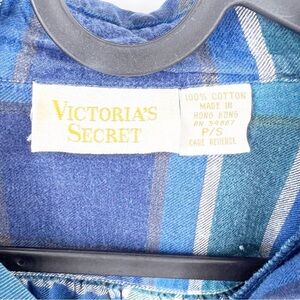 VICTORIA'S
SECRET
100% COTTON
MADE IN
HONG KONG
RN 54867
P/S
CARE REVERSE